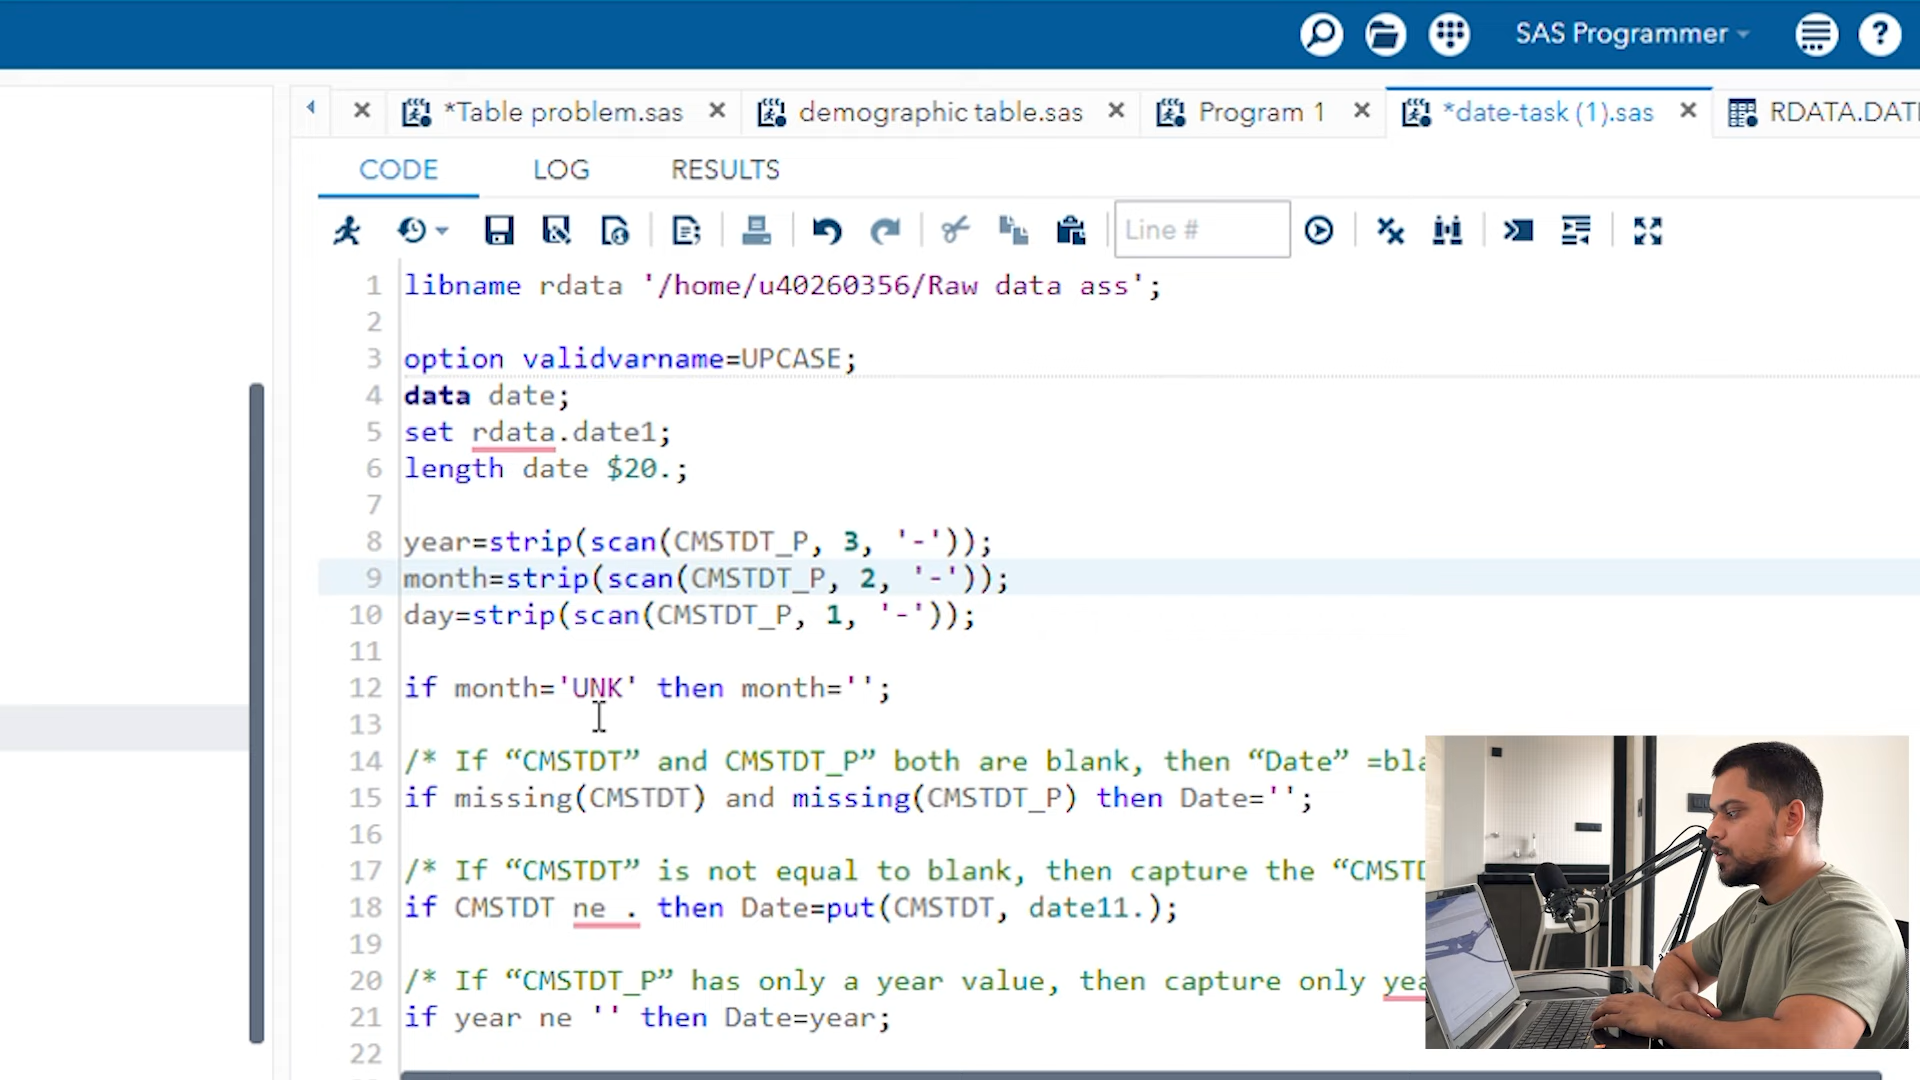 SAS Programmer
*Table problem.sas
demographic table.sas
Program 1
*date-task (1).sas
RDATA.DAT
CODE
LOG
RESULTS
Line #
1 libname rdata '/home/u40260356/Raw data ass';
2
3 option validvarname=UPCASE;
4 data date;
5 set rdata.date1;
6 length date $20.;
7
8 year=strip(scan(CMSTDT_P, 3, '-'));
9 month=strip(scan(CMSTDT_P, 2, '-'));
10 day=strip(scan(CMSTDT_P, 1, '-'));
11
12 if month='UNK' then month='';
13
14 /* If “CMSTDT” and CMSTDT_P” both are blank, then “Date” =bla
15 if missing(CMSTDT) and missing(CMSTDT_P) then Date='';
16
17 /* If “CMSTDT” is not equal to blank, then capture the “CMSTD
18 if CMSTDT ne . then Date=put(CMSTDT, date11.);
19
20 /* If “CMSTDT_P” has only a year value, then capture only yea
21 if year ne '' then Date=year;
22